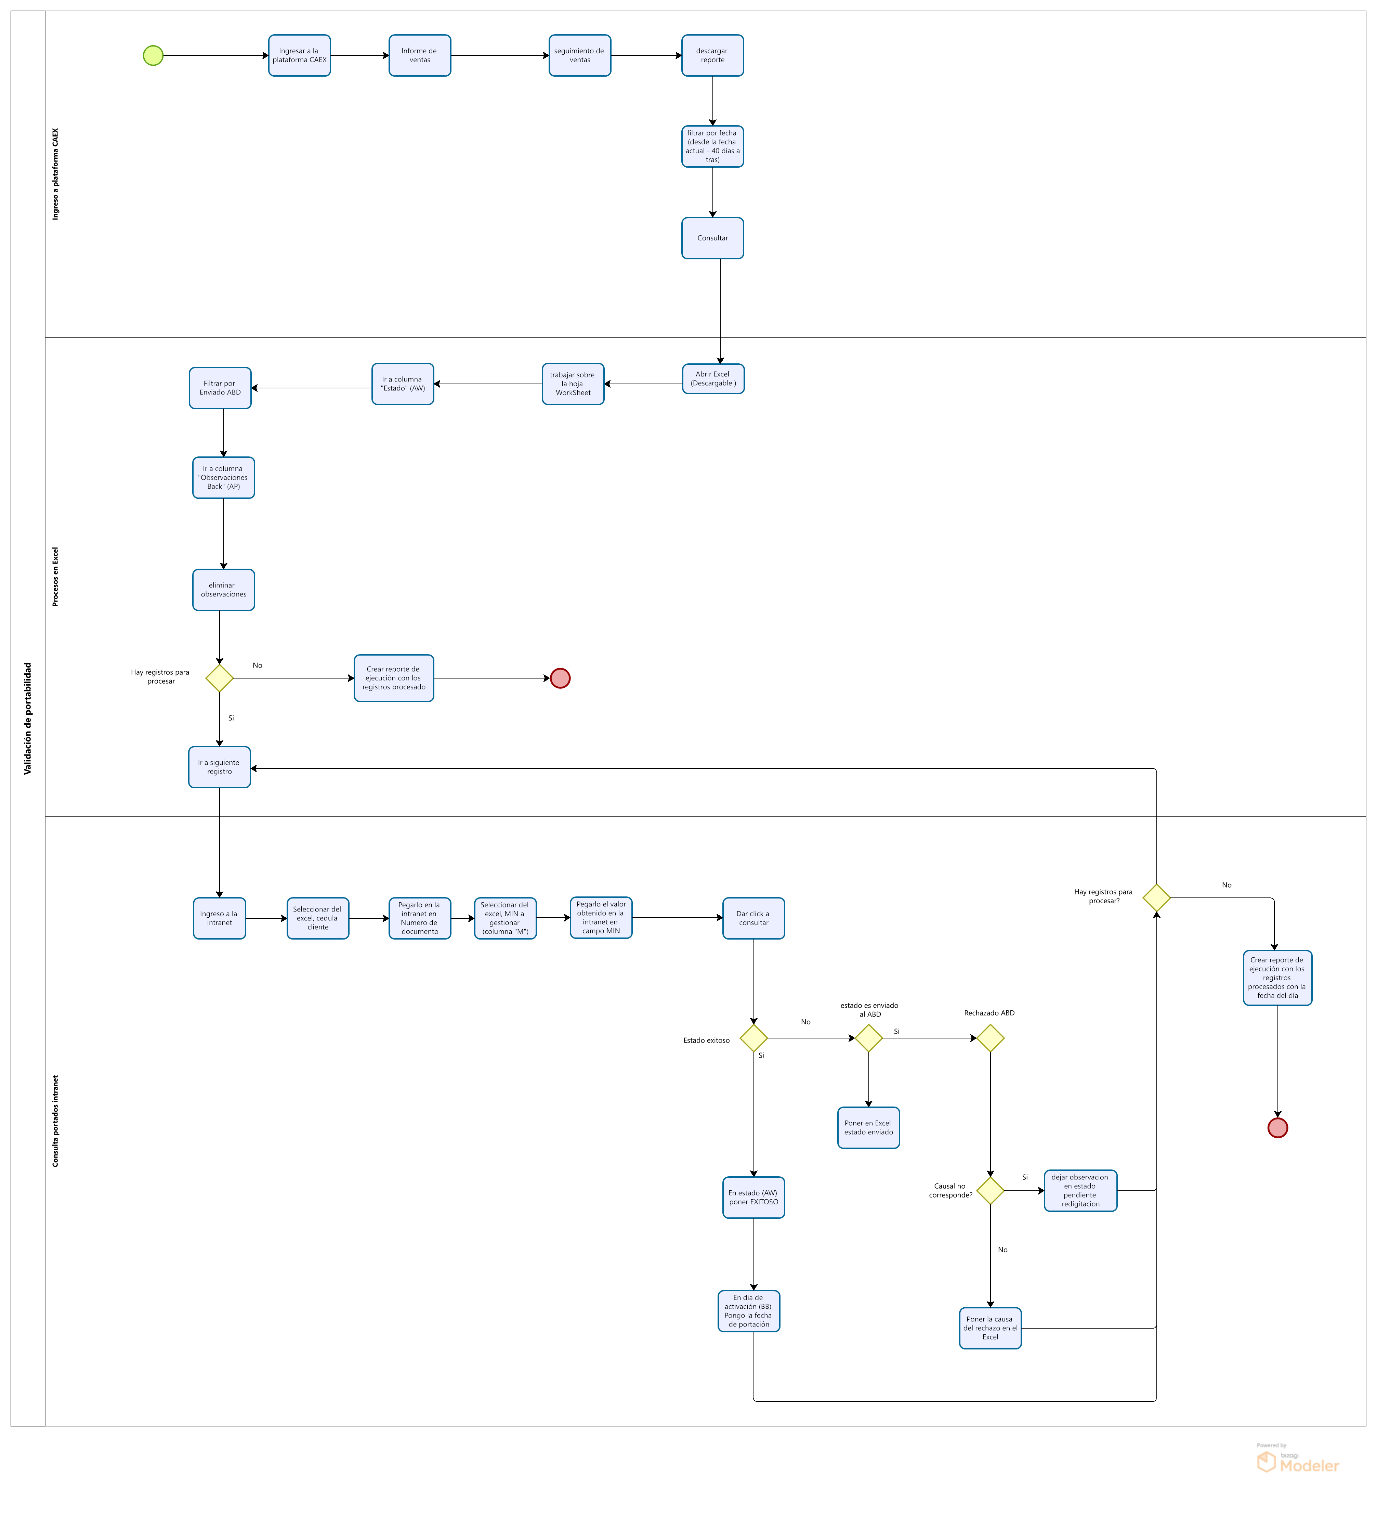 Validación de portabilidad
Ingreso a plataforma CAEX
Ingresar a la
plataforma CAEX
Informe de
ventas
seguimiento de
ventas
descargar
reporte
filtrar por fecha
(desde la fecha
actual - 40 dias a
tras)
Consultar
Procesos en Excel
Abrir Excel
(Descargable )
trabajar sobre
la hoja
WorkSheet
Ir a columna
"Estado" (AW)
Filtrar por
Enviado ABD
Ir a columna
"Observaciones
Back" (AP)
eliminar
observaciones
Hay registros para
procesar
No
Crear reporte de
ejecución con los
registros procesado
Si
Ir a siguiente
registro
Consulta portados intranet
Ingreso a la
intranet
Seleccionar del
excel, cedula
cliente
Pegarlo en la
intranet en
Numero de
documento
Seleccionar del
excel, MIN a
gestionar
(columna "M")
Pegarlo el valor
obtenido en la
intranet en
campo MIN
Dar click a
consultar
Hay registros para
procesar?
No
Crear reporte de
ejecución con los
registros
procesados con la
fecha del día
Estado exitoso
No
Si
estado es enviado
al ABD
Si
Rechazado ABD
Poner en Excel
estado enviado
En estado (AW)
poner EXITOSO
En dia de
activación (BB)
Pongo la fecha
de portación
Causal no
corresponde?
Si
dejar observacion
en estado
pendiente
redigitacion
No
Poner la causa
del rechazo en el
Excel
Powered by
bizagi
Modeler